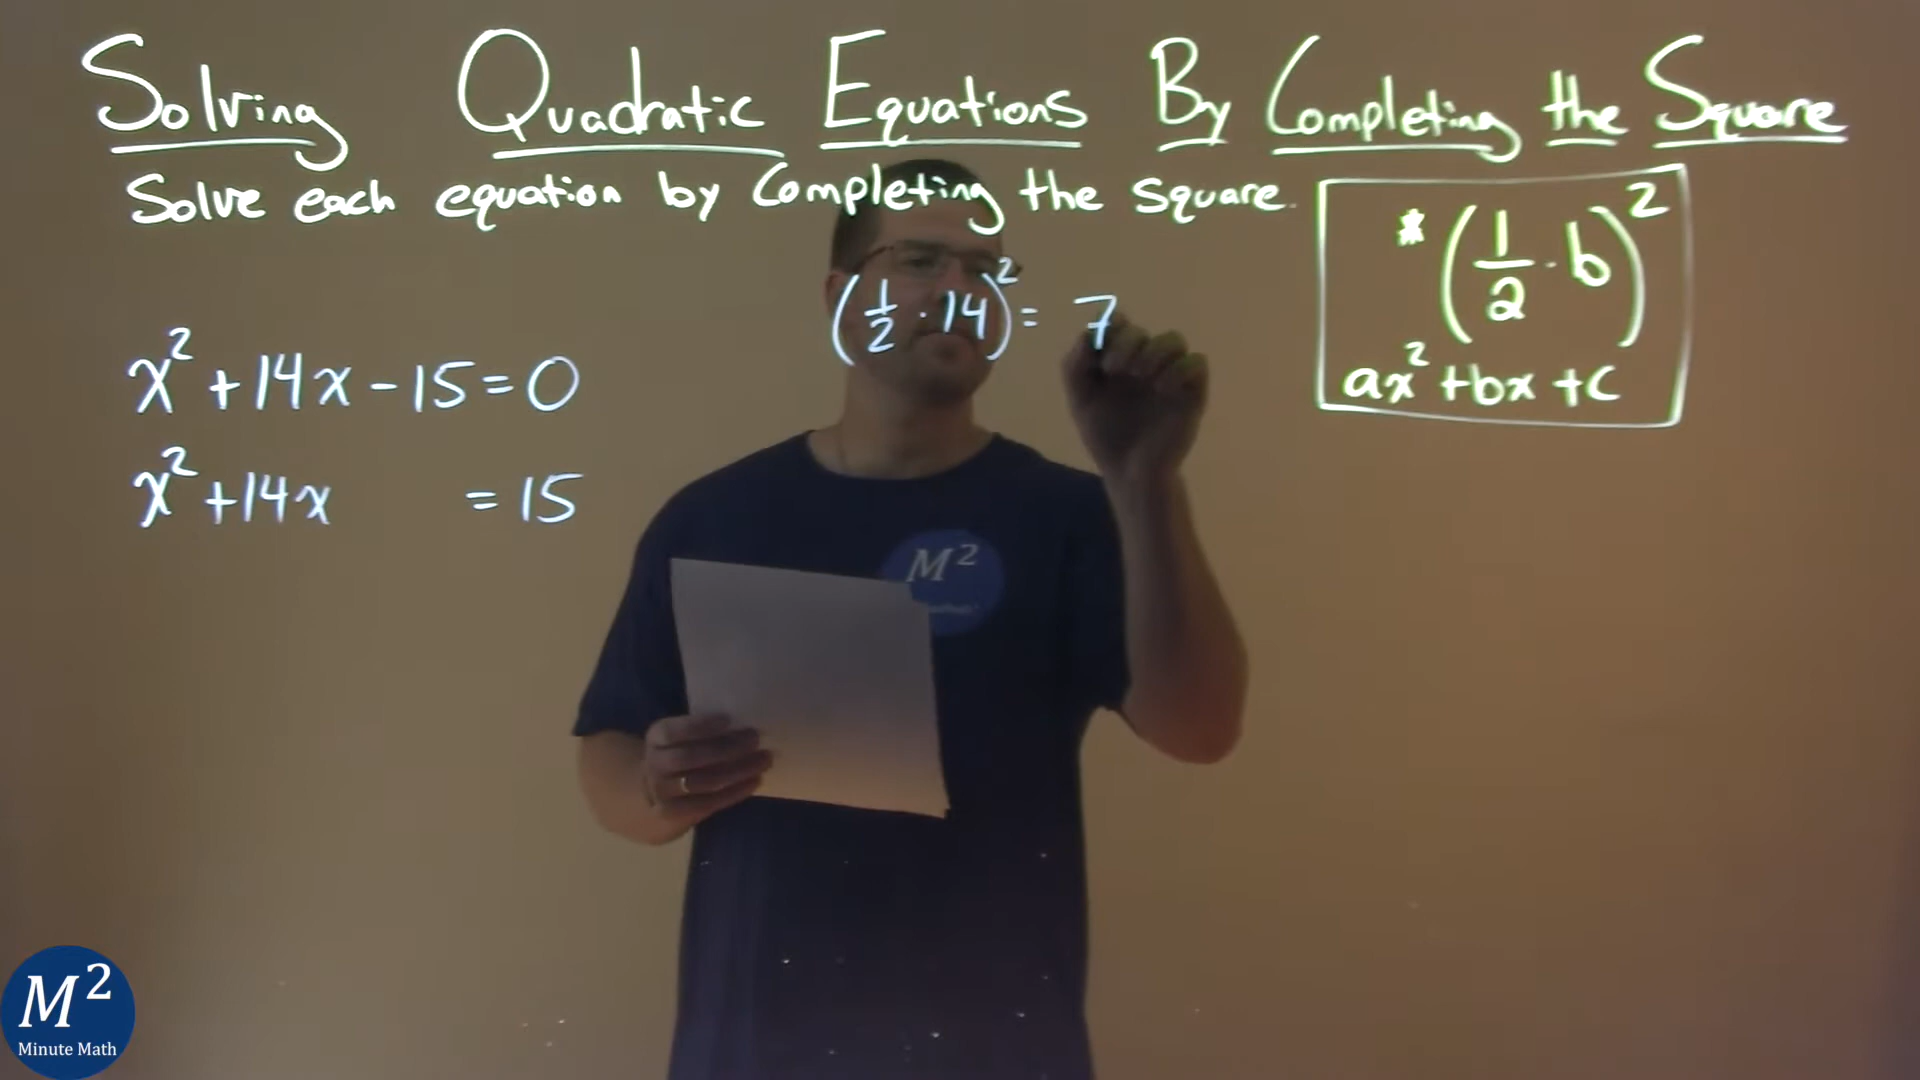 Solving Quadratic Equations By Completing the Square
Solve each equation by Completing the square.
* (1/2 · b)²
ax² + bx + c
(1/2 · 14)² = 7
x² + 14x - 15 = 0
x² + 14x = 15
M²
M²
Minute Math